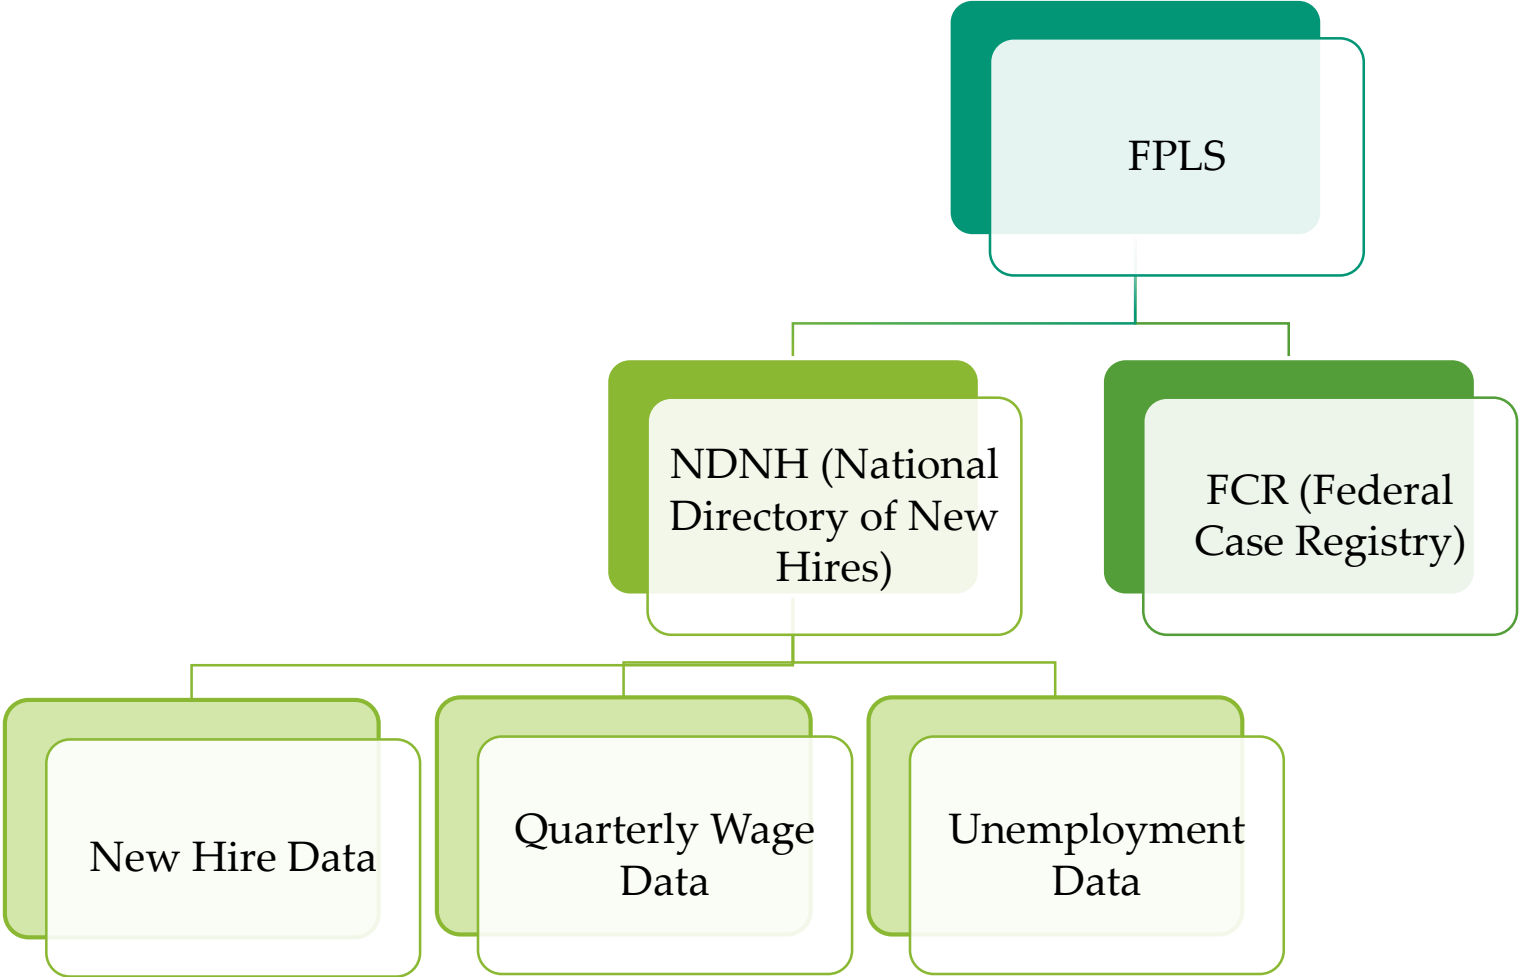 FPLS
NDNH (National
Directory of New
Hires)
FCR (Federal
Case Registry)
New Hire Data
Quarterly Wage
Data
Unemployment
Data